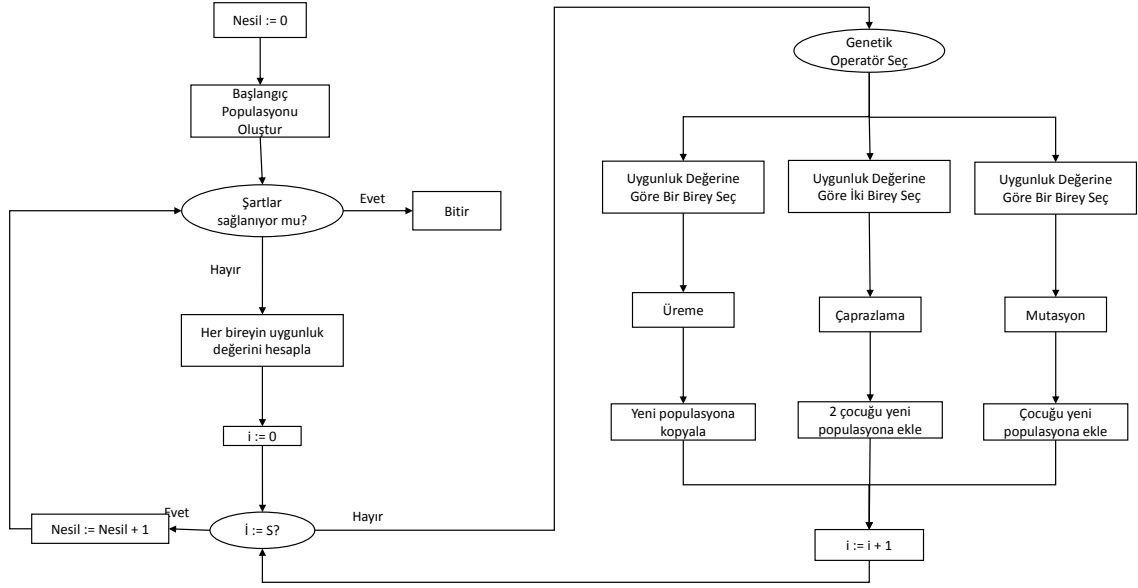 Nesil := 0
Başlangıç
Populasyonu
Oluştur
Şartlar
sağlanıyor mu?
Evet
Bitir
Hayır
Her bireyin uygunluk
değerini hesapla
i := 0
İ := S?
Evet
Nesil := Nesil + 1
Hayır
Genetik
Operatör Seç
Uygunluk Değerine
Göre Bir Birey Seç
Üreme
Yeni populasyona
kopyala
Uygunluk Değerine
Göre İki Birey Seç
Çaprazlama
2 çocuğu yeni
populasyona ekle
Uygunluk Değerine
Göre Bir Birey Seç
Mutasyon
Çocuğu yeni
populasyona ekle
i := i + 1